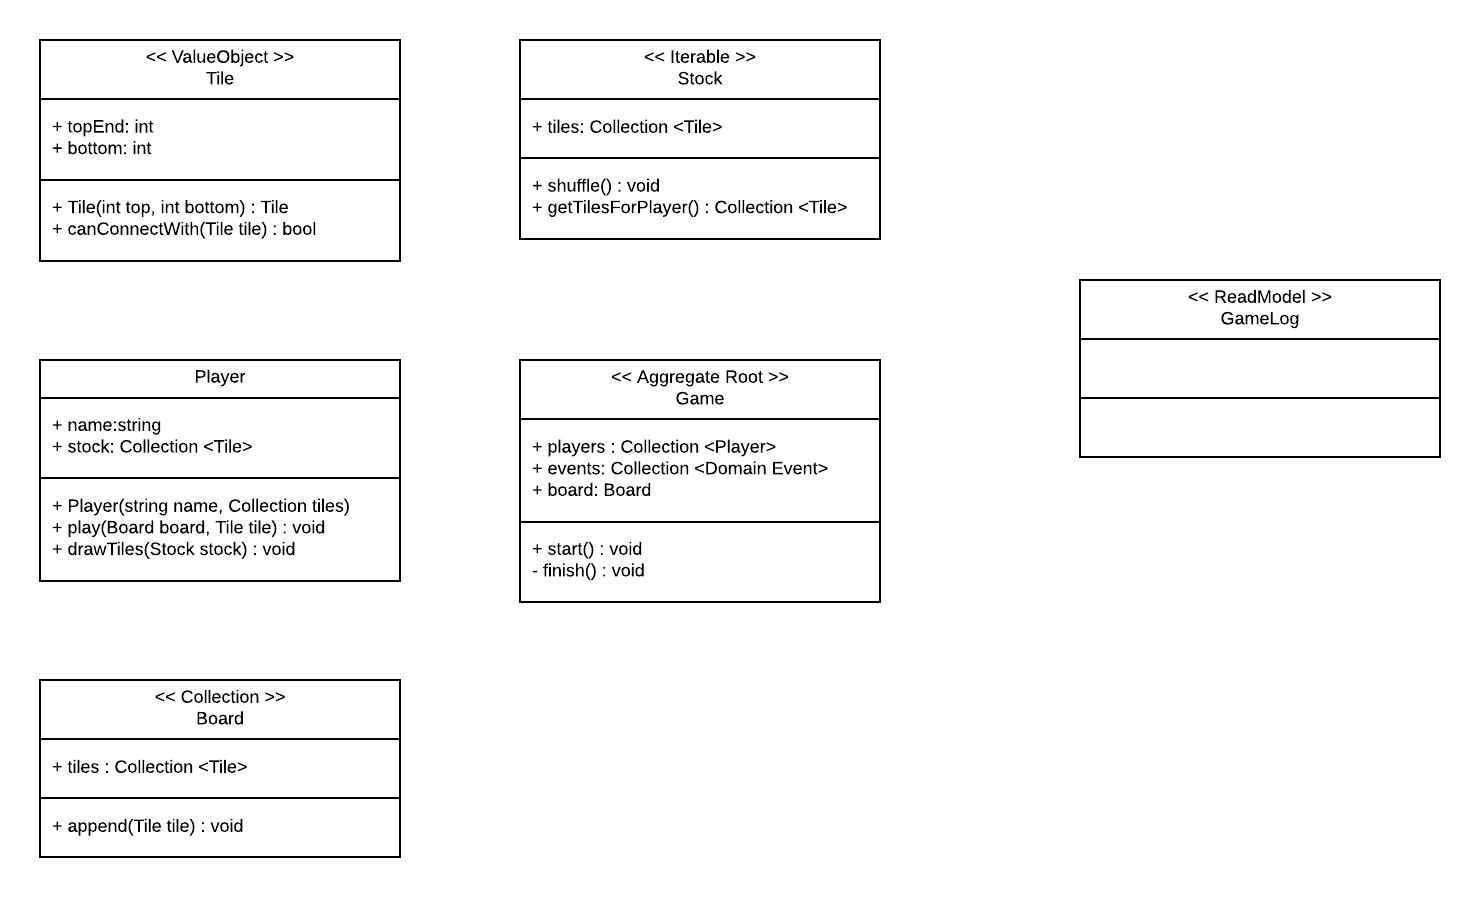 << ValueObject >>
Tile
+ topEnd: int
+ bottom: int
+ Tile(int top, int bottom) : Tile
+ canConnectWith(Tile tile) : bool
<< Iterable >>
Stock
+ tiles: Collection <Tile>
+ shuffle() : void
+ getTilesForPlayer() : Collection <Tile>
<< ReadModel >>
GameLog
Player
+ name:string
+ stock: Collection <Tile>
+ Player(string name, Collection tiles)
+ play(Board board, Tile tile) : void
+ drawTiles(Stock stock) : void
<< Aggregate Root >>
Game
+ players : Collection <Player>
+ events: Collection <Domain Event>
+ board: Board
+ start() : void
- finish() : void
<< Collection >>
Board
+ tiles : Collection <Tile>
+ append(Tile tile) : void